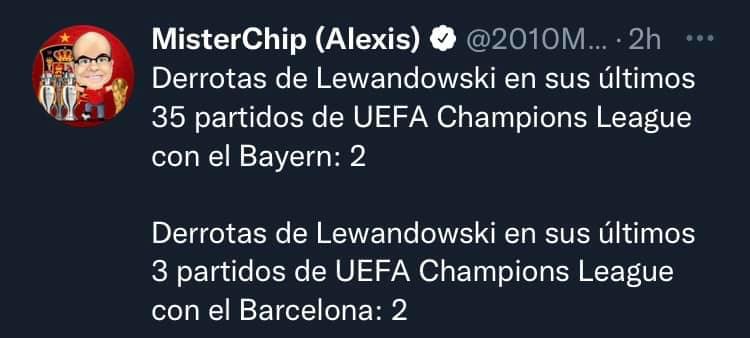 MisterChip (Alexis) @2010M... · 2h
Derrotas de Lewandowski en sus últimos
35 partidos de UEFA Champions League
con el Bayern: 2
Derrotas de Lewandowski en sus últimos
3 partidos de UEFA Champions League
con el Barcelona: 2